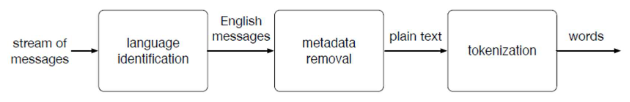 stream of
messages
language
identification
English
messages
metadata
removal
plain text
tokenization
words